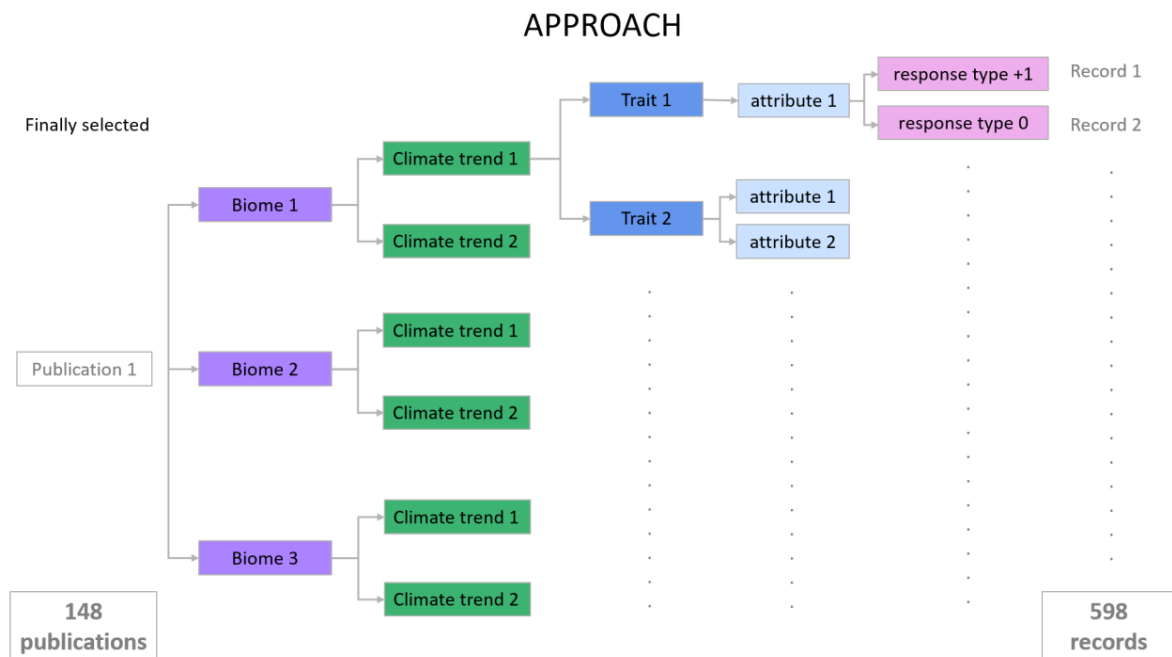 APPROACH
response type +1
Record 1
Trait 1
attribute 1
Finally selected
response type 0
Record 2
Climate trend 1
attribute 1
Biome 1
Trait 2
Climate trend 2
attribute 2
Climate trend 1
Publication 1
Biome 2
Climate trend 2
Climate trend 1
Biome 3
Climate trend 2
148
publications
598
records